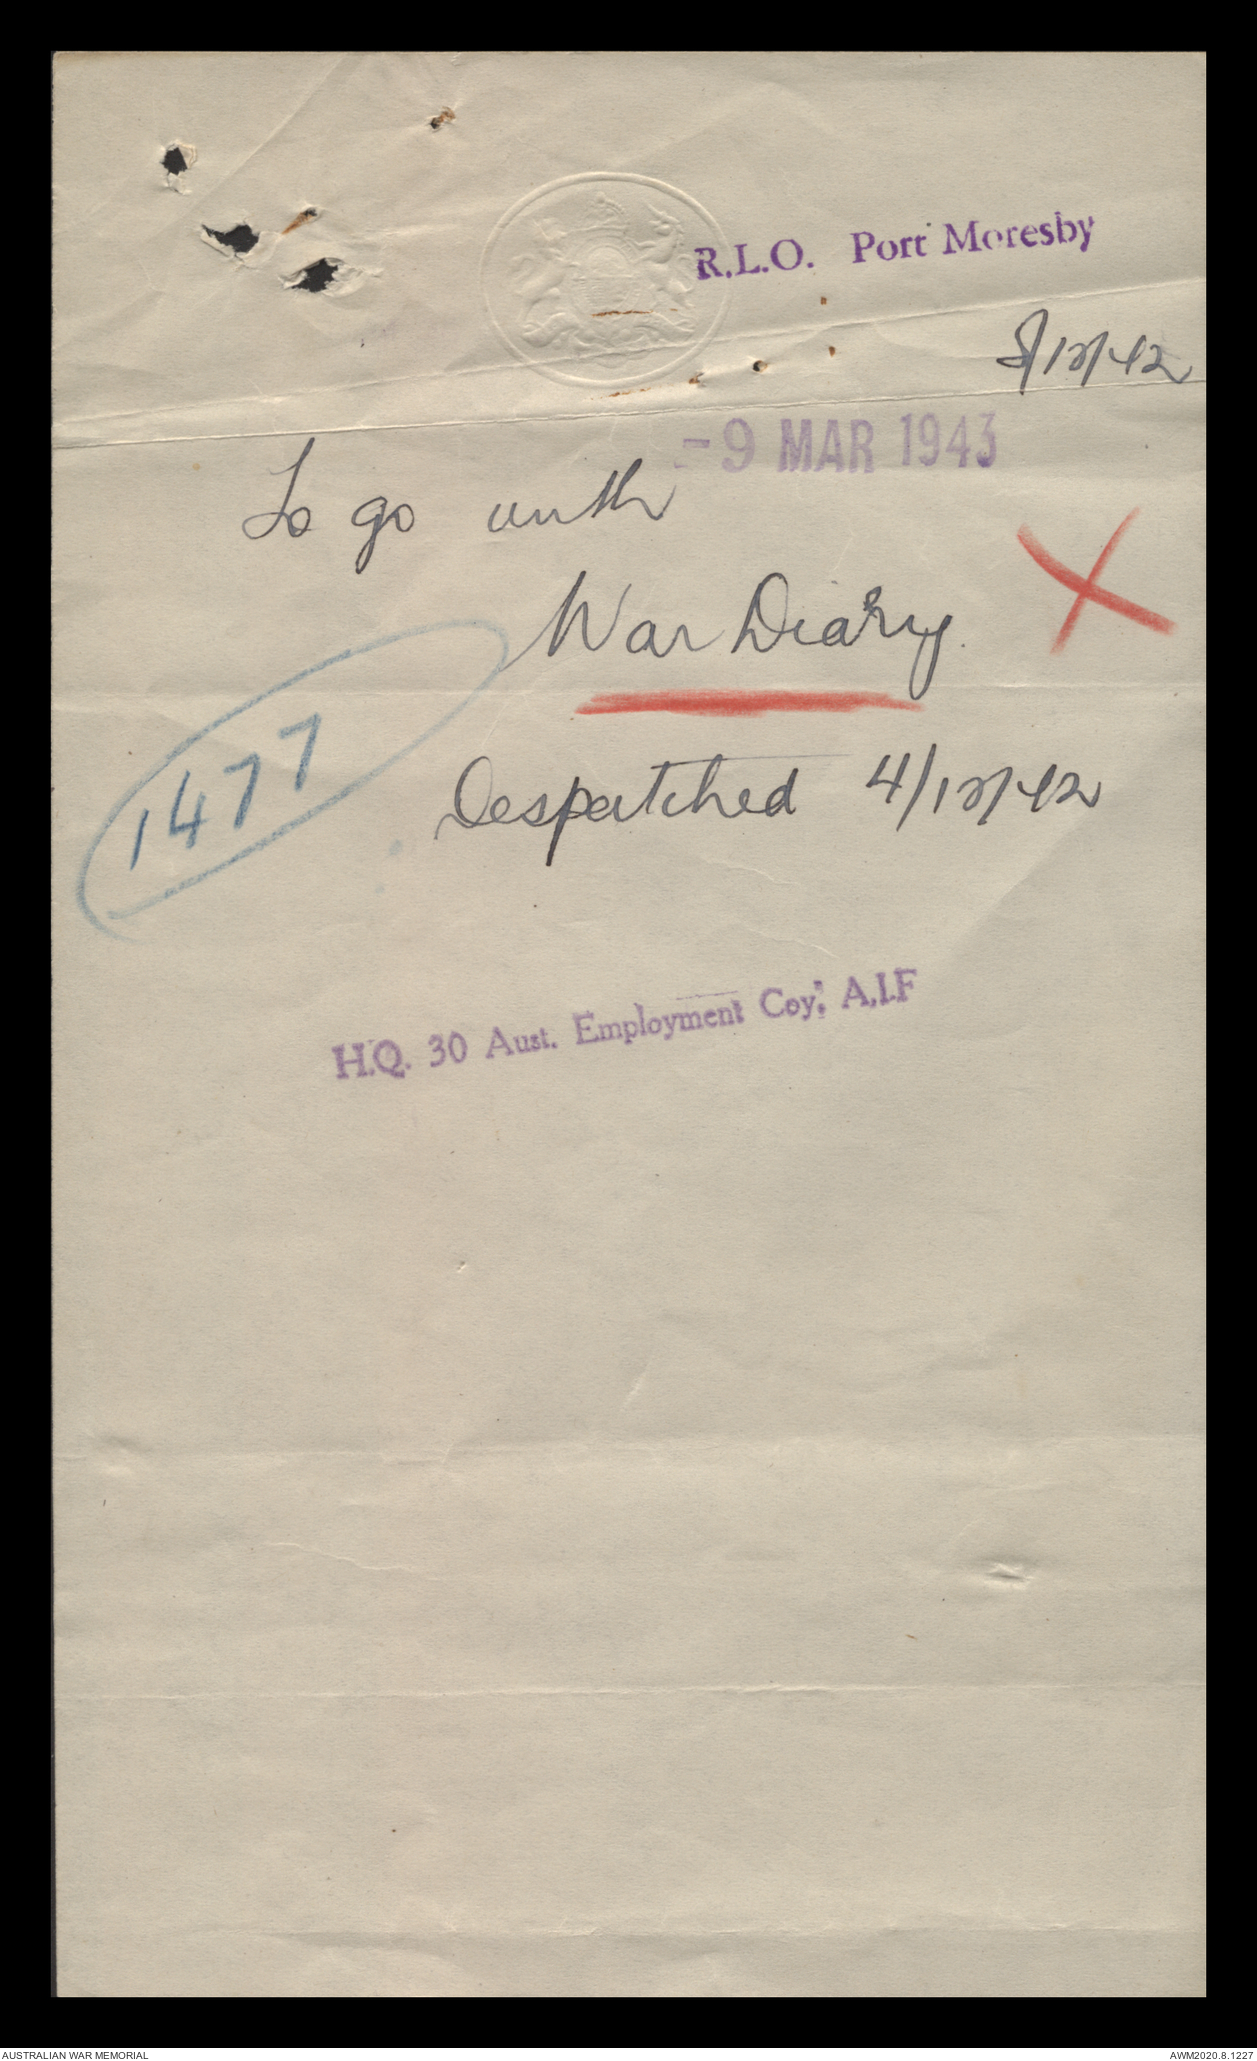 R.L.O. Port Moresby
8/12/42
-9 MAR 1943
To go with
War Diary.
1477
Despatched 4/12/42
H.Q. 30 Aust. Employment Coy; A.I.F
AUSTRALIAN WAR MEMORIAL
AWM2020.8.1227